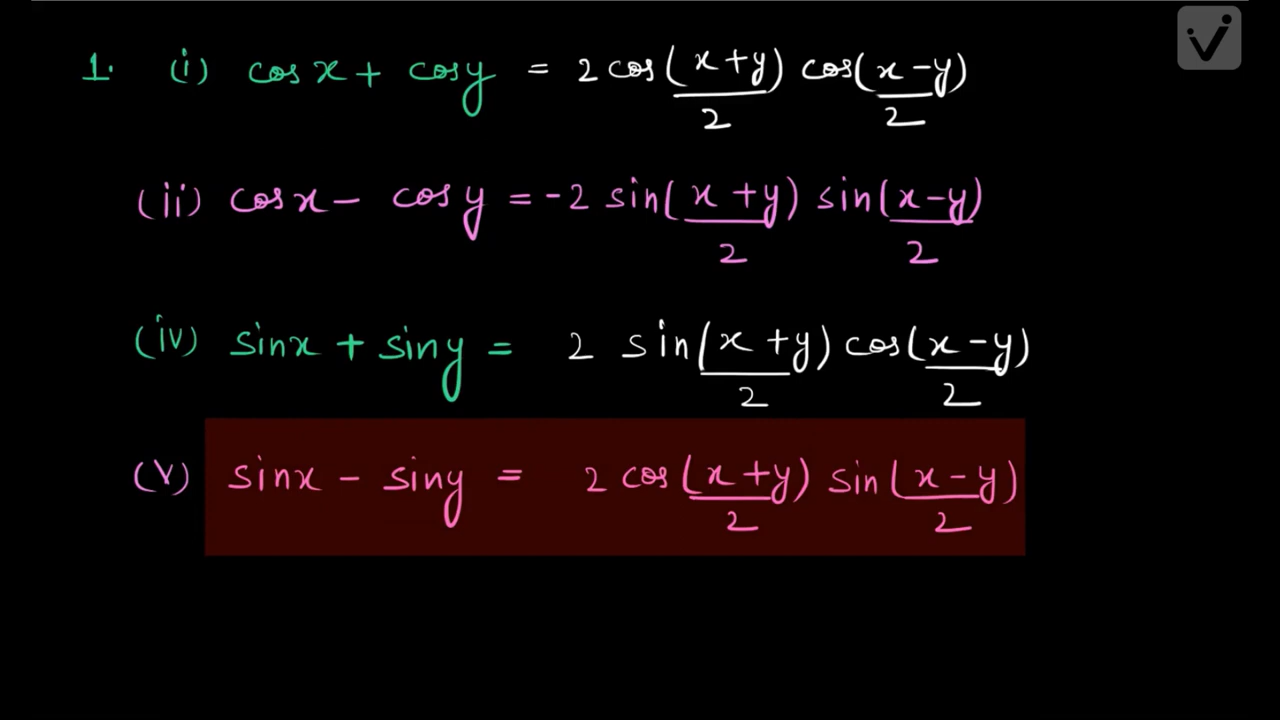 1. (i) cos x + cos y = 2 cos (x+y)/2 cos (x-y)/2
(ii) cos x - cos y = -2 sin (x+y)/2 sin (x-y)/2
(iv) sin x + sin y = 2 sin (x+y)/2 cos (x-y)/2
(v) sin x - sin y = 2 cos (x+y)/2 sin (x-y)/2